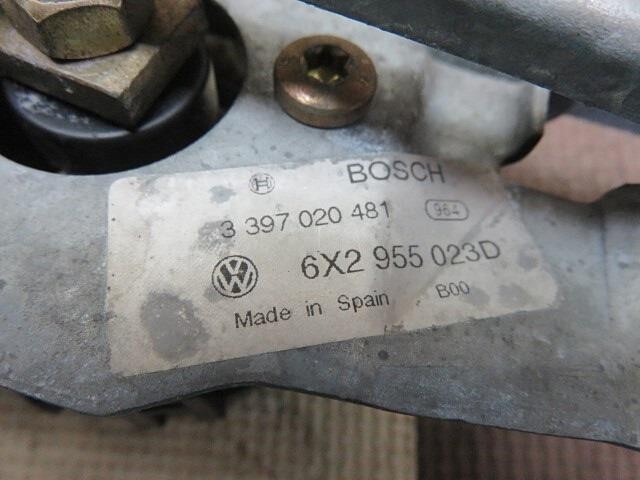 BOSCH
3 397 020 481 964
6X2 955 023D
Made in Spain B00